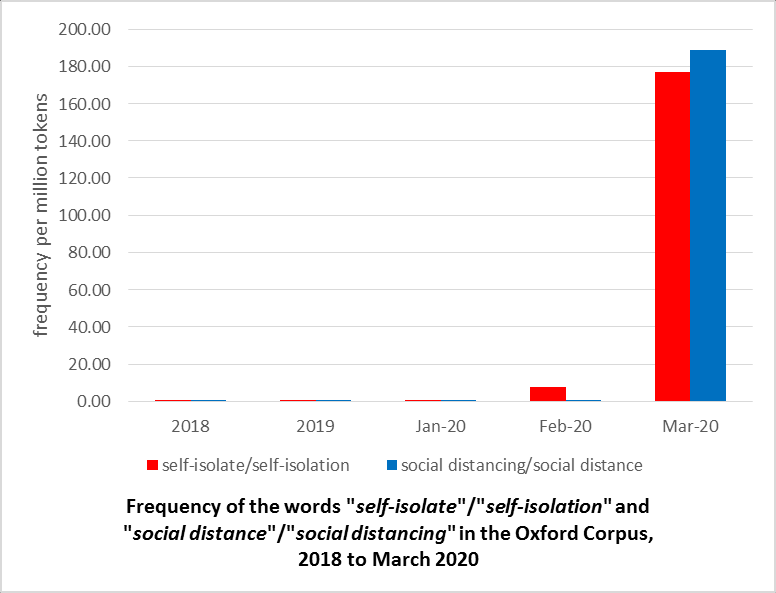 200.00
180.00
160.00
140.00
120.00
100.00
80.00
60.00
40.00
20.00
0.00
frequency per million tokens
2018 2019 Jan-20 Feb-20 Mar-20
self-isolate/self-isolation social distancing/social distance
Frequency of the words "self-isolate"/"self-isolation" and
"social distance"/"social distancing" in the Oxford Corpus,
2018 to March 2020